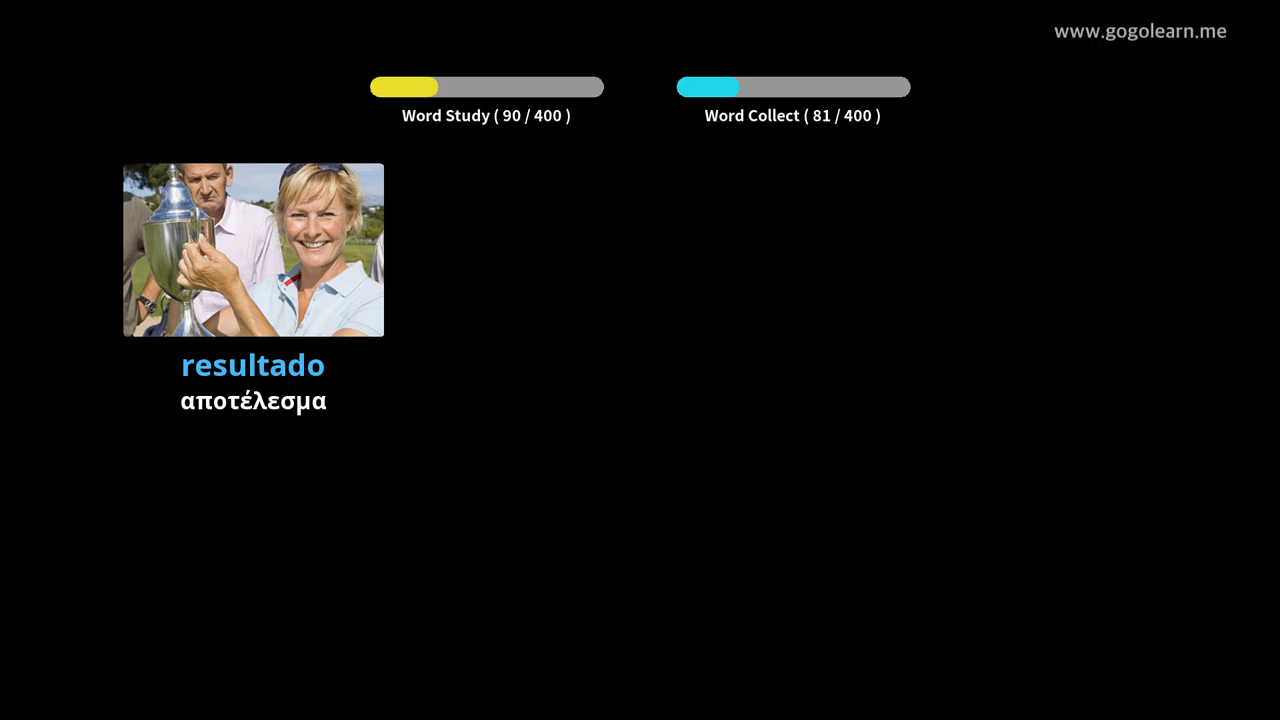 www.gogolearn.me
Word Study ( 90 / 400 )
Word Collect ( 81 / 400 )
resultado
αποτέλεσμα